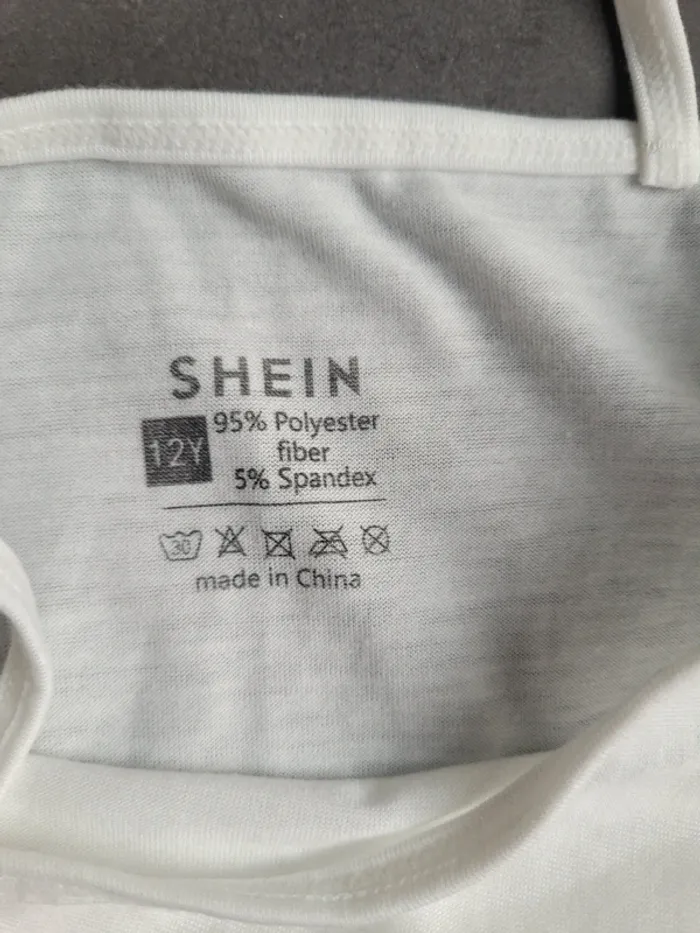 SHEIN
12Y
95% Polyester
fiber
5% Spandex
30
made in China